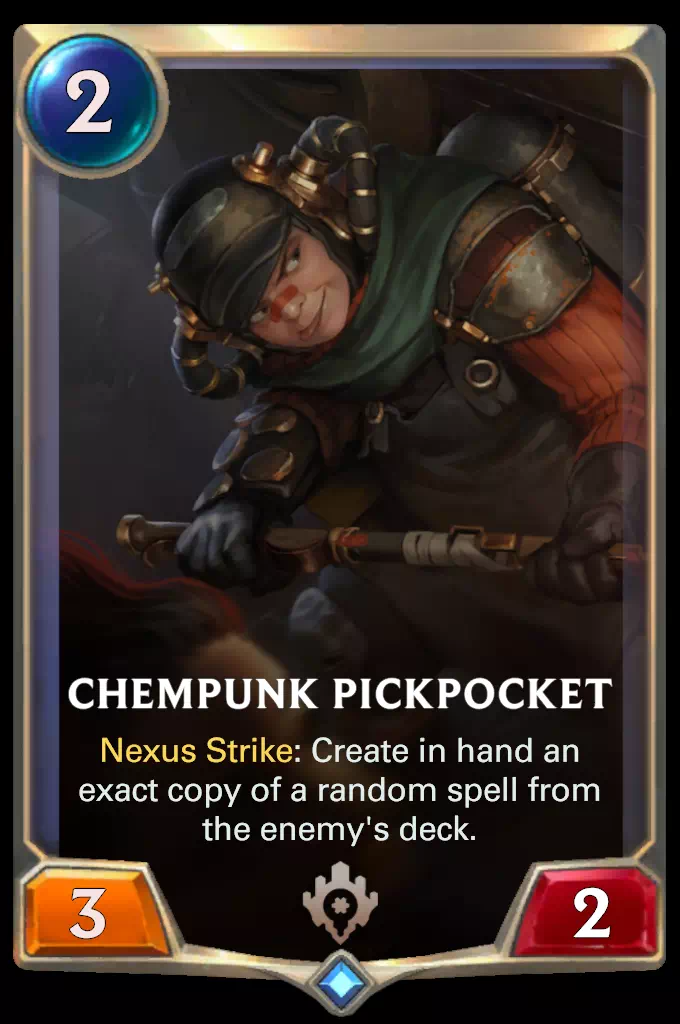 2
CHEMPUNK PICKPOCKET
Nexus Strike: Create in hand an
exact copy of a random spell from
the enemy's deck.
3
2